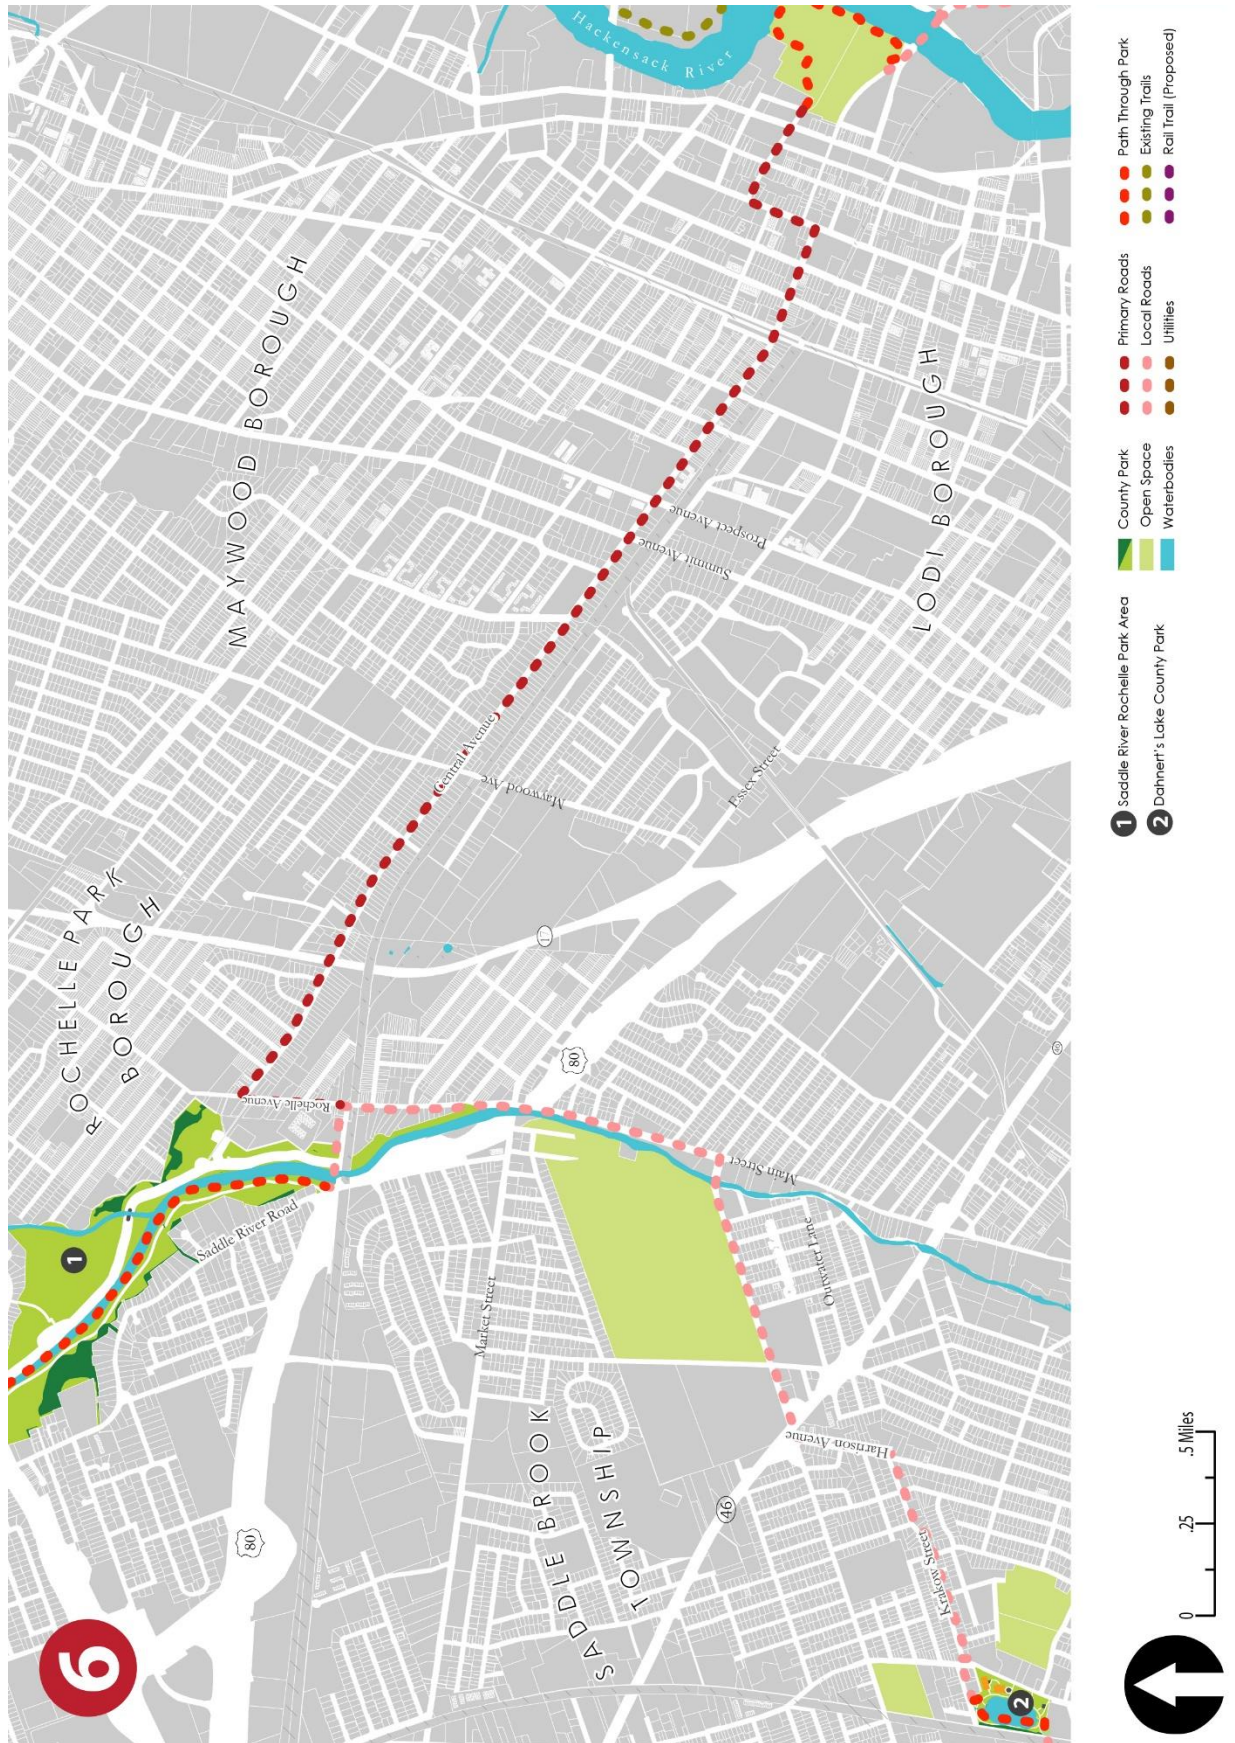 6
Hackensack River
MAYWOOD BOROUGH
ROCHELLE PARK
BOROUGH
LODI BOROUGH
SADDLE BROOK
TOWNSHIP
Prospect Avenue
Summit Avenue
Central Avenue
Maywood Ave
Essex Street
Rochelle Avenue
Saddle River Road
Main Street
Outwater Lane
Market Street
Harrison Avenue
Krakow Street
17
80
80
46
46
1
2
1 Saddle River Rochelle Park Area
2 Dahnert's Lake County Park
County Park
Open Space
Waterbodies
Primary Roads
Local Roads
Utilities
Path Through Park
Existing Trails
Rail Trail (Proposed)
0 .25 .5 Miles